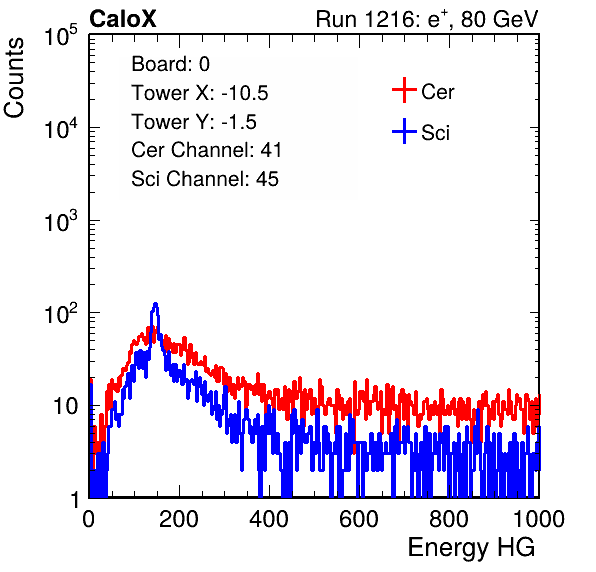 CaloX Run 1216: e⁺, 80 GeV
Board: 0
Tower X: -10.5
Tower Y: -1.5
Cer Channel: 41
Sci Channel: 45
Cer
Sci
Counts
10⁵
10⁴
10³
10²
10
1
0 200 400 600 800 1000
Energy HG